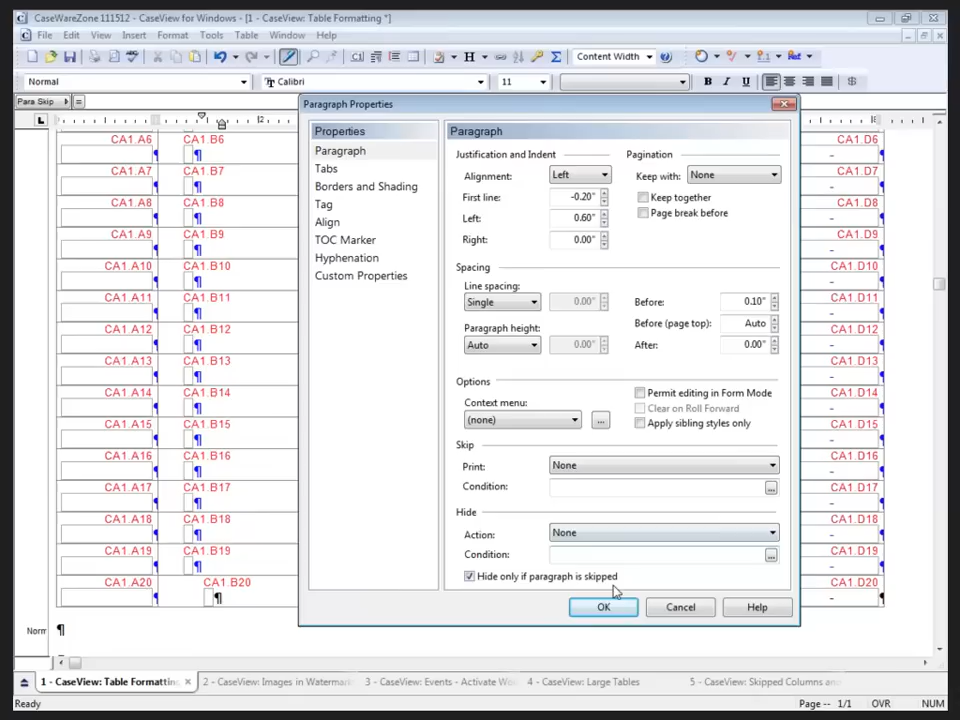 CaseWareZone 111512 - CaseView for Windows - [1 - CaseView: Table Formatting *]
File Edit View Insert Format Tools Table Window Help
H Content Width Ref
Normal Calibri 11 B I U $
Para Skip =
Paragraph Properties
Properties
Paragraph
Tabs
Borders and Shading
Tag
Align
TOC Marker
Hyphenation
Custom Properties
Paragraph
Justification and Indent
Alignment: Left
First line: -0.20"
Left: 0.60"
Right: 0.00"
Pagination
Keep with: None
Keep together
Page break before
Spacing
Line spacing:
Single 0.00"
Paragraph height:
Auto 0.00"
Before: 0.10"
Before (page top): Auto
After: 0.00"
Options
Context menu:
(none) ...
Permit editing in Form Mode
Clear on Roll Forward
Apply sibling styles only
Skip
Print: None
Condition: ...
Hide
Action: None
Condition: ...
Hide only if paragraph is skipped
OK Cancel Help
CA1.A6 CA1.B6 CA1.D6
-
CA1.A7 CA1.B7 CA1.D7
-
CA1.A8 CA1.B8 CA1.D8
-
CA1.A9 CA1.B9 CA1.D9
-
CA1.A10 CA1.B10 CA1.D10
-
CA1.A11 CA1.B11 CA1.D11
-
CA1.A12 CA1.B12 CA1.D12
-
CA1.A13 CA1.B13 CA1.D13
-
CA1.A14 CA1.B14 CA1.D14
-
CA1.A15 CA1.B15 CA1.D15
-
CA1.A16 CA1.B16 CA1.D16
-
CA1.A17 CA1.B17 CA1.D17
-
CA1.A18 CA1.B18 CA1.D18
-
CA1.A19 CA1.B19 CA1.D19
-
CA1.A20 CA1.B20 CA1.D20
-
Norm ¶
1 - CaseView: Table Formattin 2 - CaseView: Images in Waterma 3 - CaseView: Events - Activate Wo 4 - CaseView: Large Tables 5 - CaseView: Skipped Columns an
Ready Page -- 1/1 OVR NUM